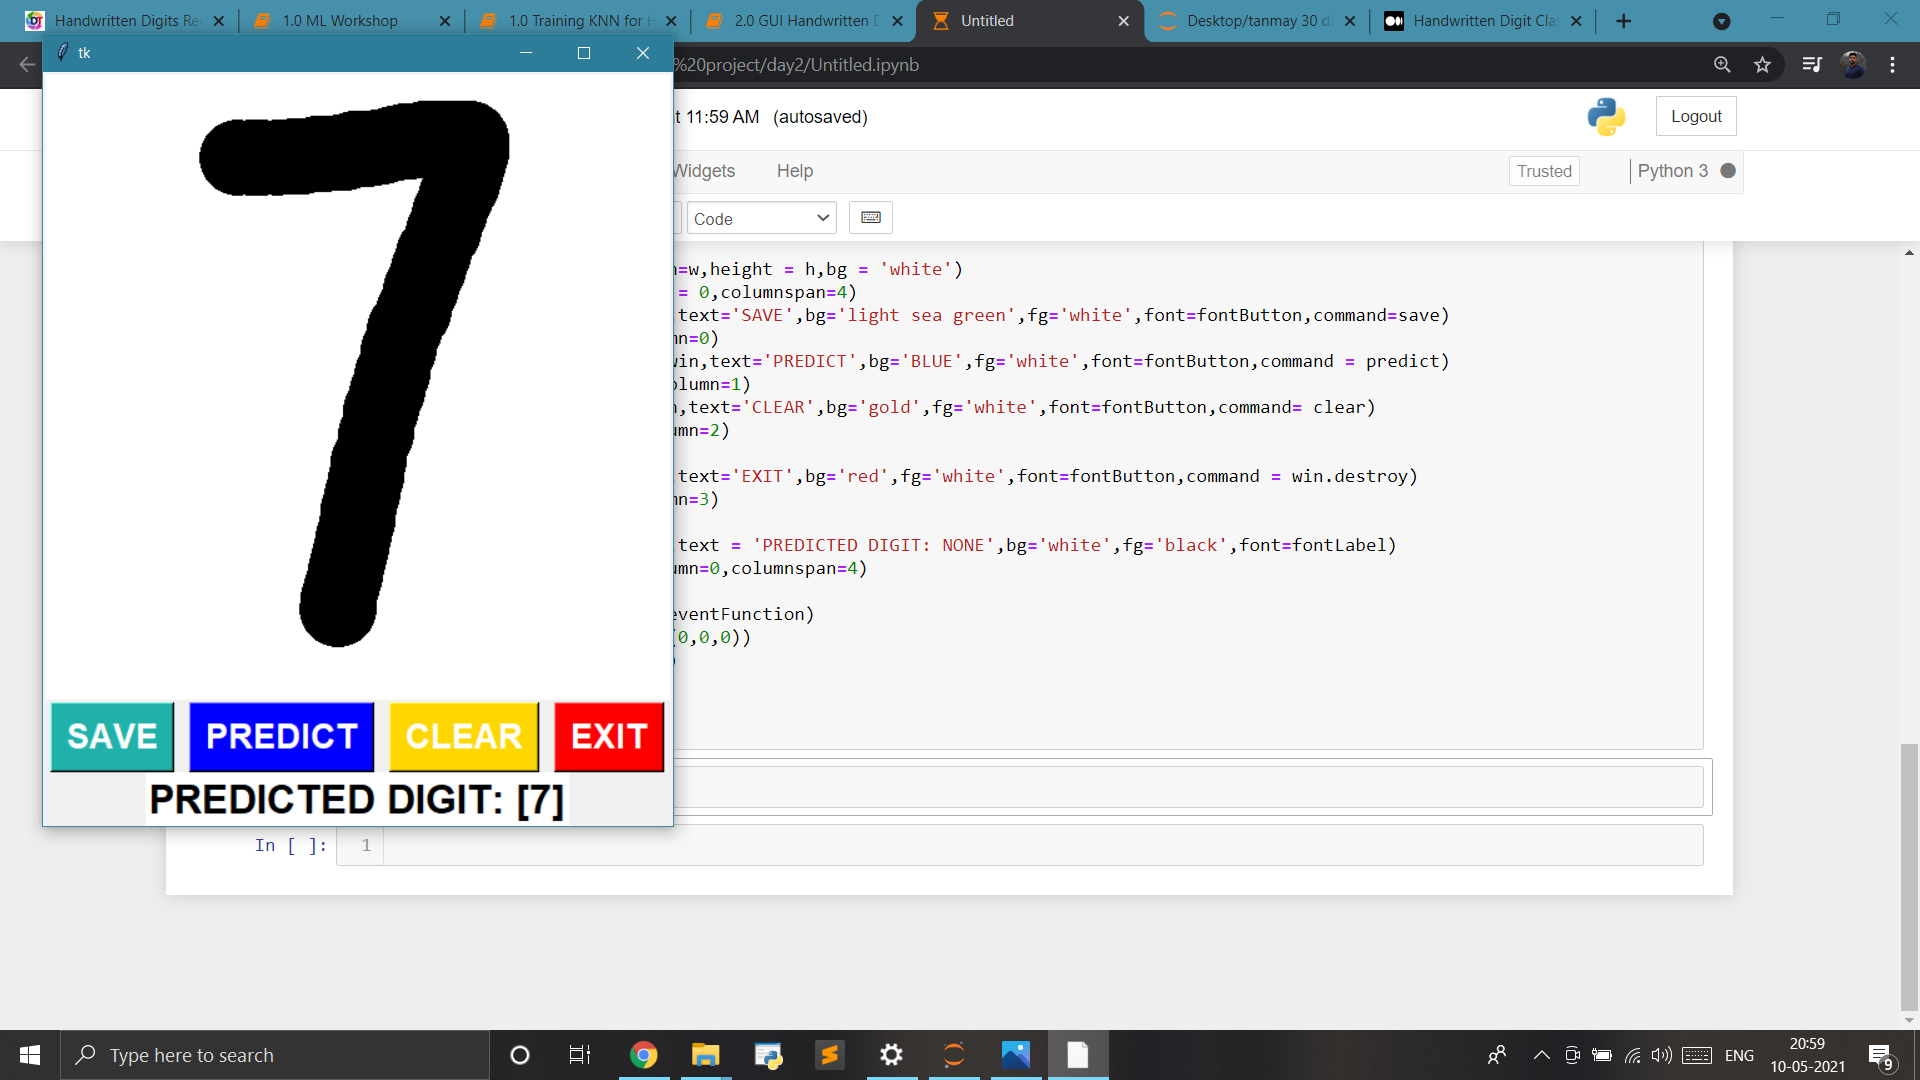 Handwritten Digits Re
1.0 ML Workshop
1.0 Training KNN for H
2.0 GUI Handwritten D
Untitled
Desktop/tanmay 30 d
Handwritten Digit Cla
tk
%20project/day2/Untitled.ipynb
t 11:59 AM (autosaved)
Logout
Widgets
Help
Trusted
Python 3
Code
7
n=w,height = h,bg = 'white')
= 0,columnspan=4)
,text='SAVE',bg='light sea green',fg='white',font=fontButton,command=save)
mn=0)
win,text='PREDICT',bg='BLUE',fg='white',font=fontButton,command = predict)
olumn=1)
n,text='CLEAR',bg='gold',fg='white',font=fontButton,command= clear)
umn=2)
,text='EXIT',bg='red',fg='white',font=fontButton,command = win.destroy)
mn=3)
,text = 'PREDICTED DIGIT: NONE',bg='white',fg='black',font=fontLabel)
umn=0,columnspan=4)
eventFunction)
(0,0,0))
)
SAVE
PREDICT
CLEAR
EXIT
PREDICTED DIGIT: [7]
In [ ]:
1
Type here to search
ENG
20:59
10-05-2021
9